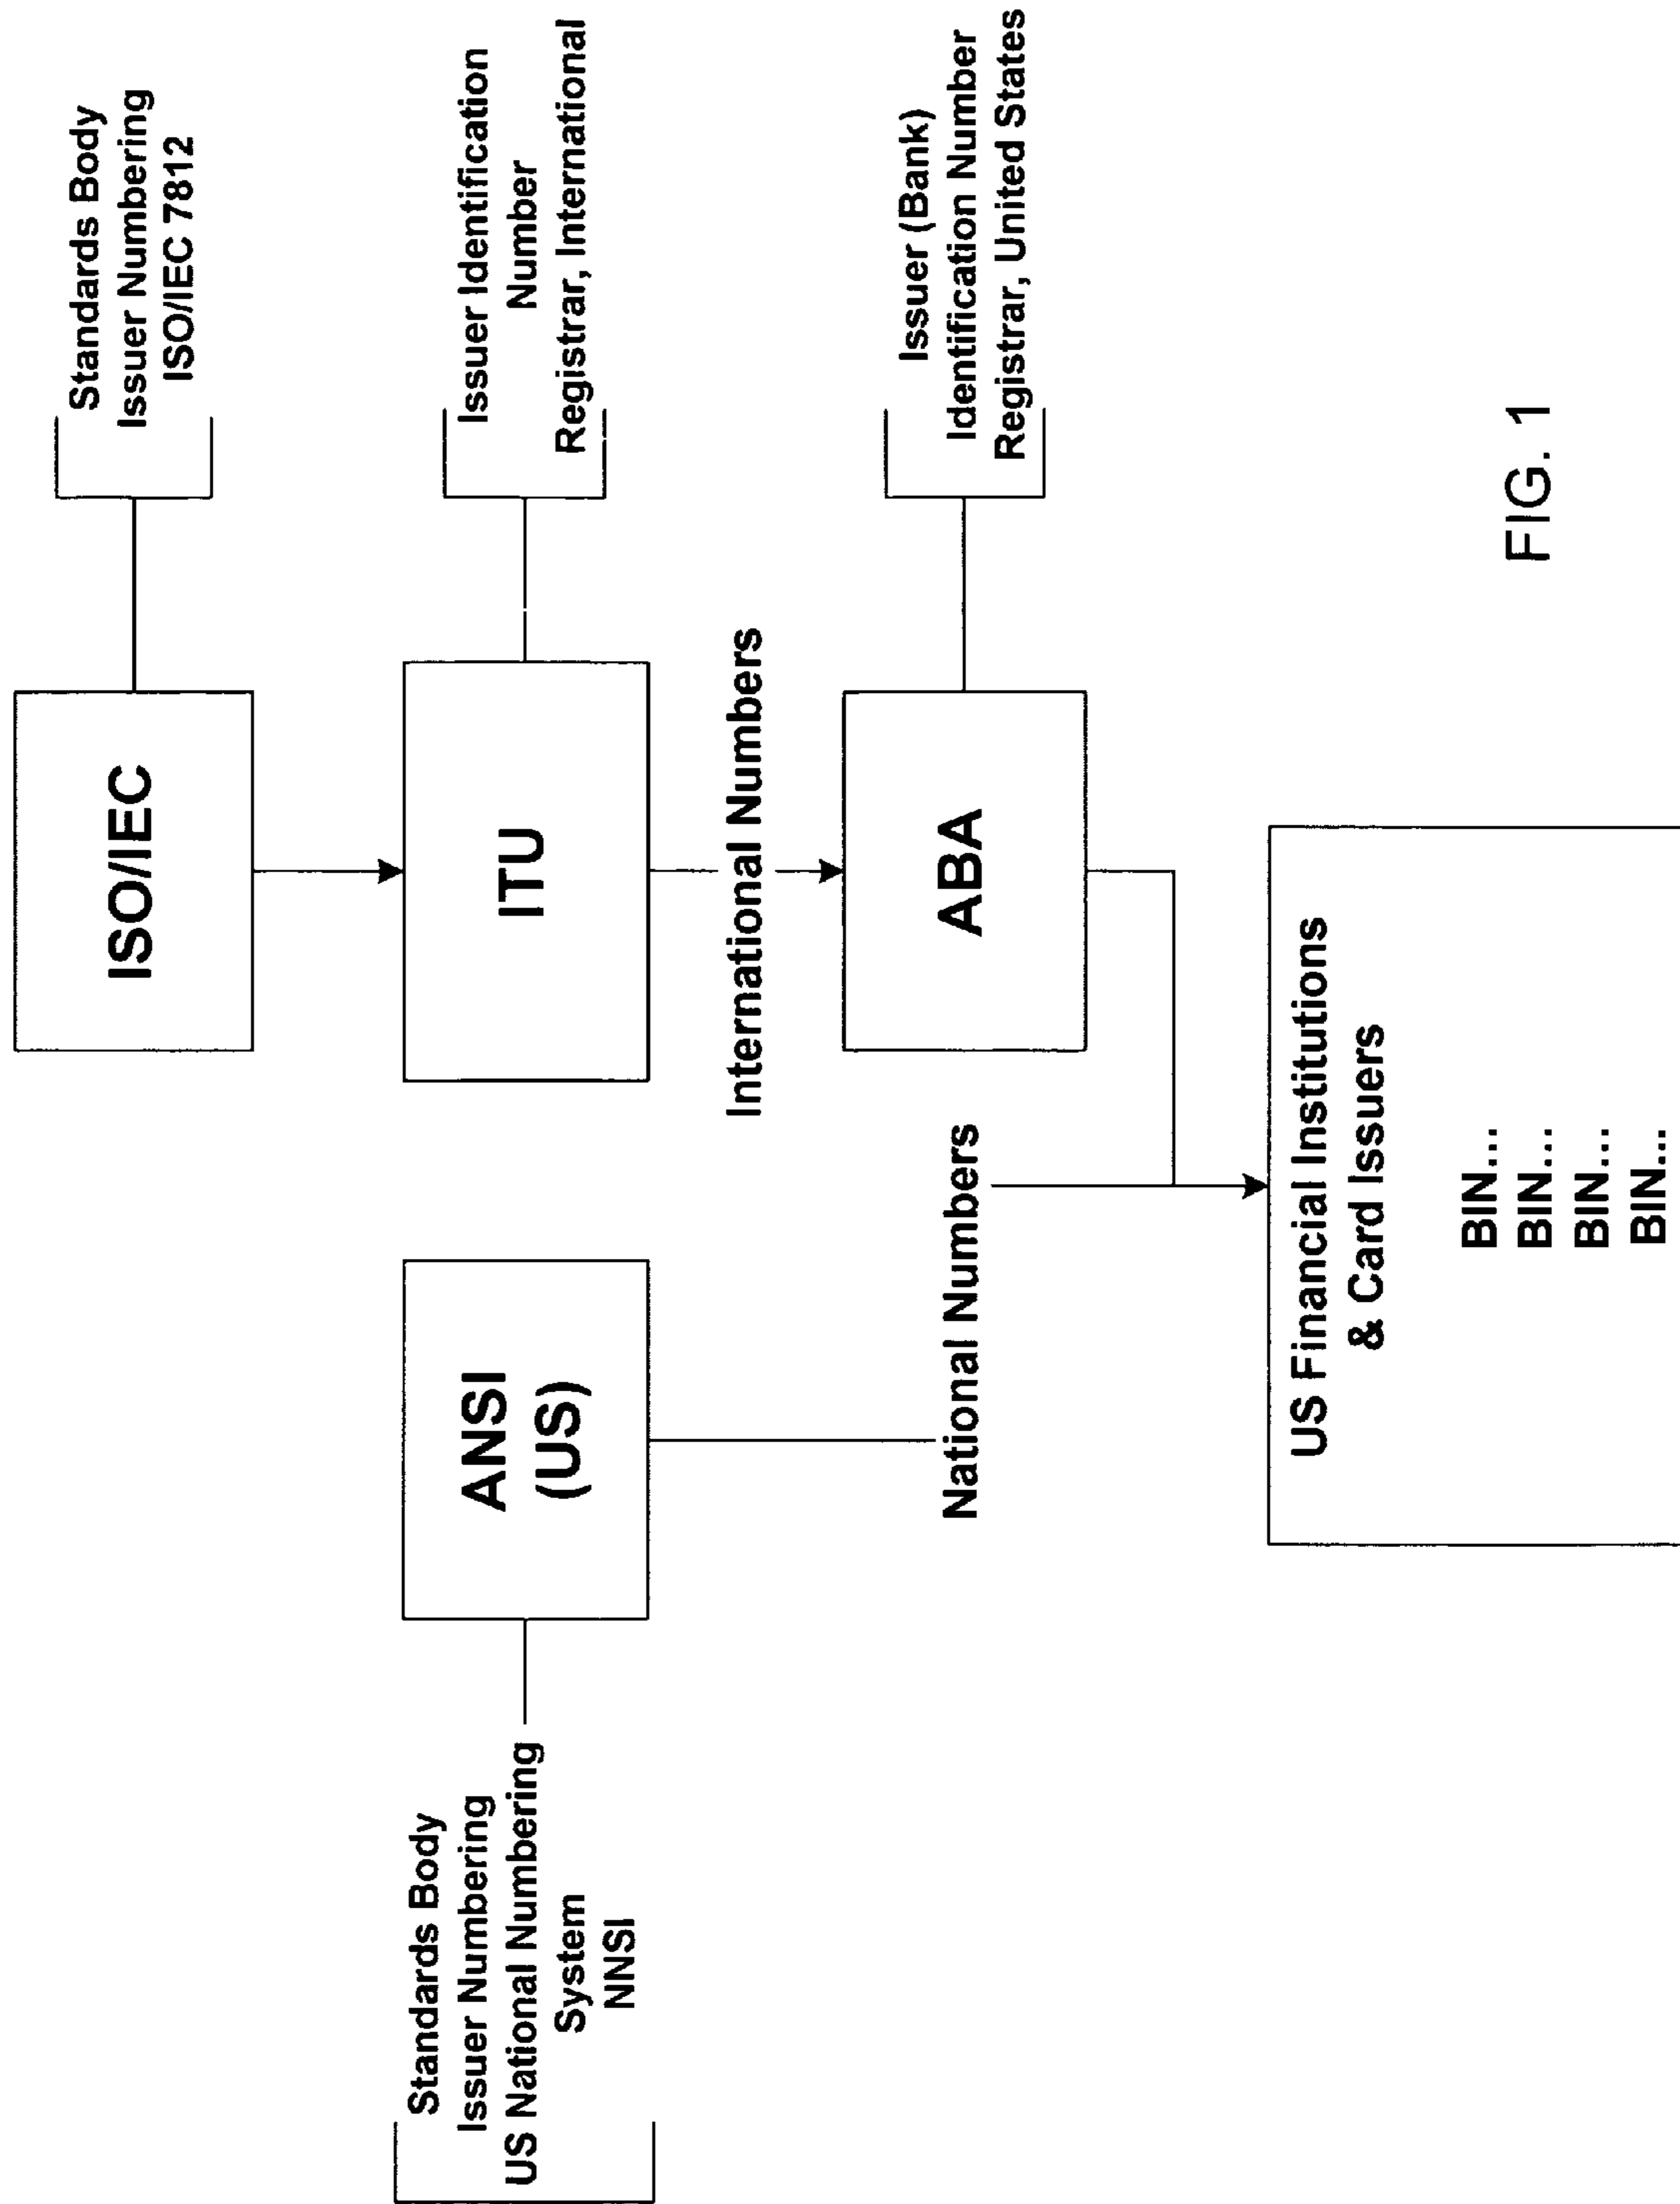 ISO/IEC
Standards Body
Issuer Numbering
ISO/IEC 7812
Standards Body
Issuer Numbering
US National Numbering
System
NNSI
ANSI
(US)
ITU
Issuer Identification
Number
Registrar, International
International Numbers
National Numbers
ABA
Issuer (Bank)
Identification Number
Registrar, United States
US Financial Institutions
& Card Issuers
BIN...
BIN...
BIN...
BIN...
FIG. 1